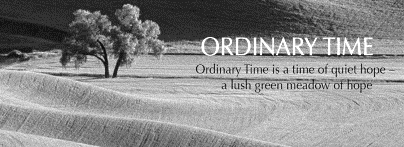 ORDINARY TIME
Ordinary Time is a time of quiet hope –
a lush green meadow of hope